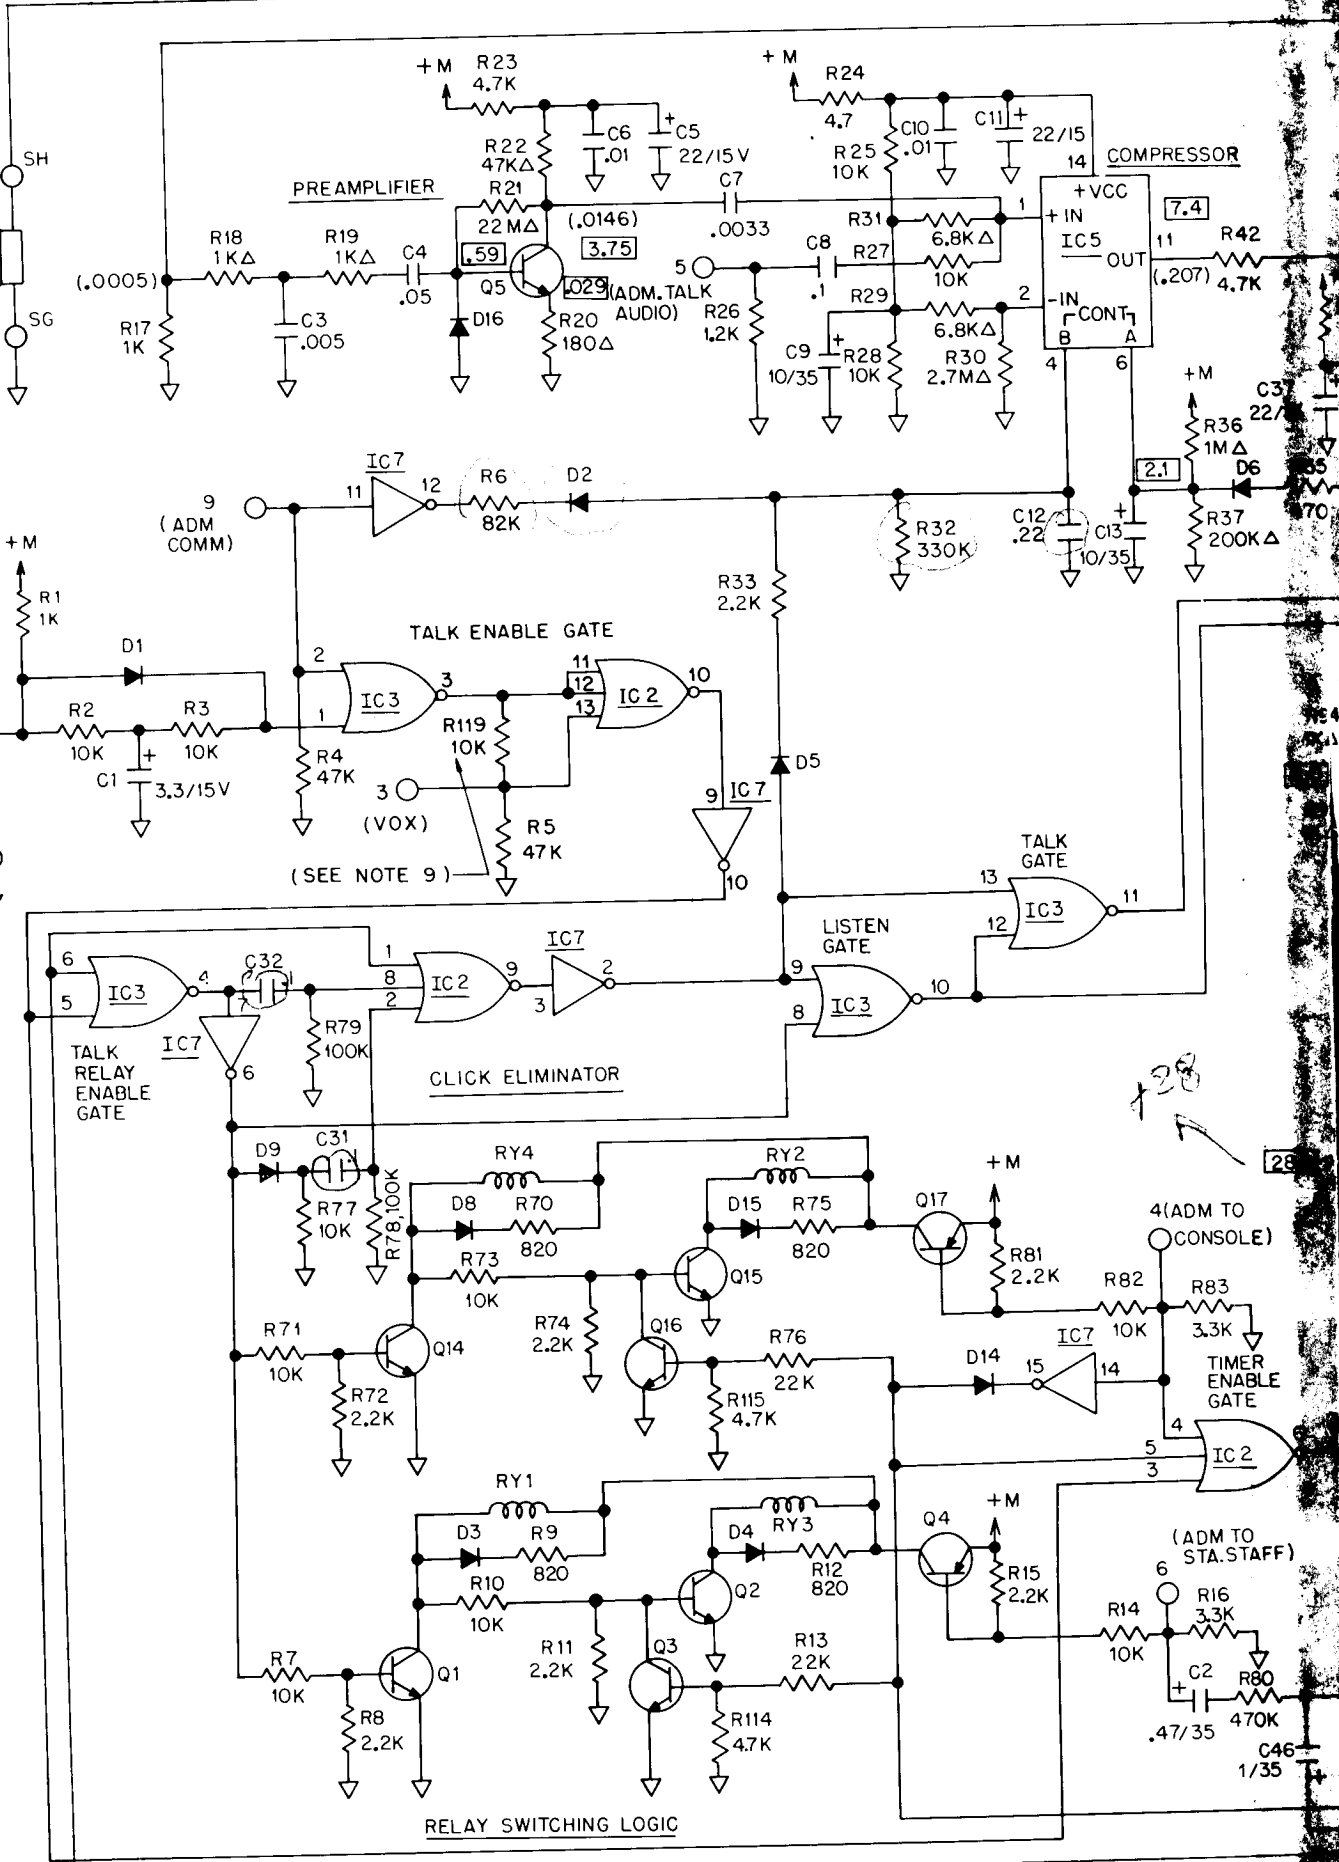 +M
R23
4.7K
+M
R24
4.7
SH
R22
47KΔ
C6
.01
+
C5
22/15V
R25
10K
C10
.01
C11
+
22/15
COMPRESSOR
14
+VCC
PREAMPLIFIER
R21
22MΔ
C7
.0033
(.0146)
.59
3.75
R31
6.8KΔ
1
+IN
IC5
OUT
7.4
11
(.207)
R42
4.7K
R18
1KΔ
R19
1KΔ
C4
.05
(.0005)
Q5
.029
5
(ADM.TALK
AUDIO)
C8
.1
R27
10K
R29
6.8KΔ
2
-IN
CONT
B
A
4
6
SG
R17
1K
C3
.005
D16
R20
180Δ
R26
1.2K
C9
10/35
+
R28
10K
R30
2.7MΔ
+M
R36
1MΔ
C37
22/
+
9
(ADM
COMM)
IC7
11
12
R6
82K
D2
2.1
D6
R32
330K
C12
.22
+
C13
10/35
R37
200KΔ
+M
R1
1K
R33
2.2K
D1
TALK ENABLE GATE
2
IC3
3
1
11
12
13
IC2
10
R2
10K
R3
10K
C1
+
3.3/15V
R4
47K
R119
10K
3
(VOX)
R5
47K
(SEE NOTE 9)
D5
9
IC7
10
TALK
GATE
13
IC3
11
12
LISTEN
GATE
6
IC3
4
5
C32
7
IC7
6
1
8
2
IC2
9
IC7
3
2
9
IC3
10
8
R79
100K
TALK
RELAY
ENABLE
GATE
CLICK ELIMINATOR
+28
28
D9
C31
R77
10K
R78,100K
RY4
D8
R70
820
RY2
D15
R75
820
Q17
+M
R81
2.2K
4(ADM TO
CONSOLE)
R82
10K
R83
3.3K
R73
10K
Q15
R74
2.2K
Q16
R76
22K
R115
4.7K
R71
10K
R72
2.2K
Q14
D14
15
IC7
14
TIMER
ENABLE
GATE
4
5
3
IC2
RY1
D3
R9
820
RY3
D4
R12
820
Q4
+M
R15
2.2K
(ADM TO
STA.STAFF)
6
R16
3.3K
R14
10K
R10
10K
Q2
R11
2.2K
Q3
R13
22K
R114
4.7K
R7
10K
R8
2.2K
Q1
+
C2
.47/35
R80
470K
C46
1/35
+
RELAY SWITCHING LOGIC